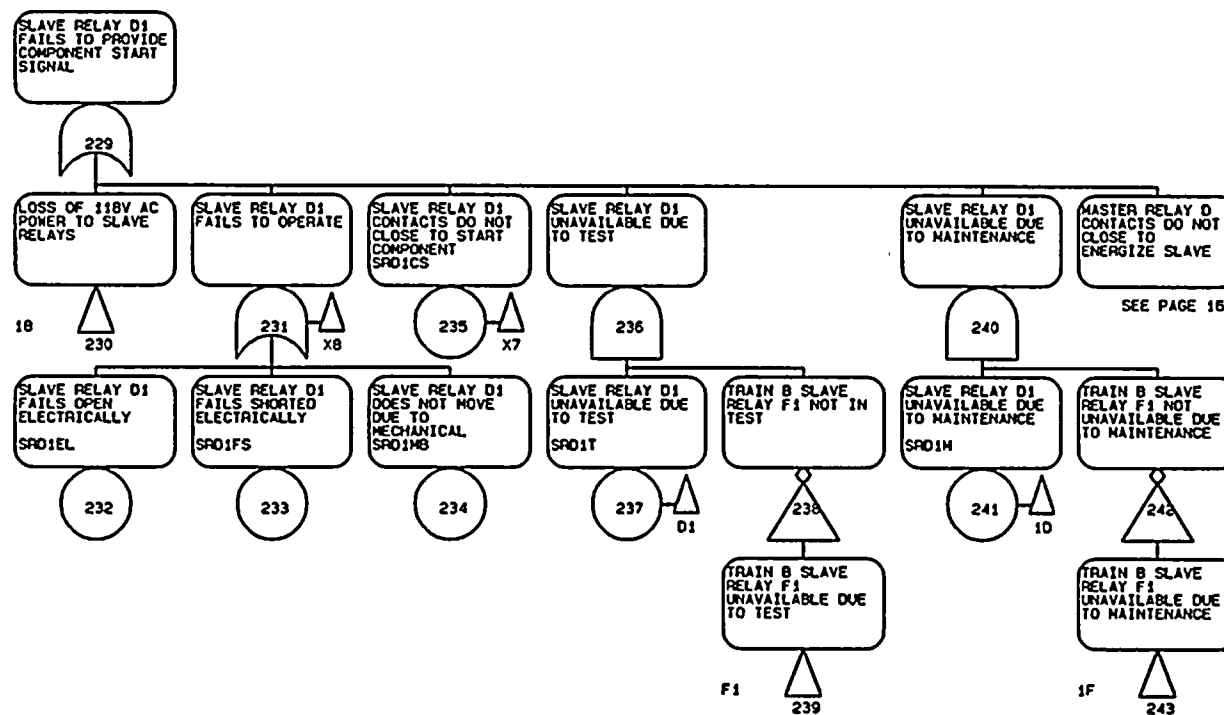 SLAVE RELAY D1
FAILS TO PROVIDE
COMPONENT START
SIGNAL
229
LOSS OF 118V AC
POWER TO SLAVE
RELAYS
SLAVE RELAY D1
FAILS TO OPERATE
SLAVE RELAY D1
CONTACTS DO NOT
CLOSE TO START
COMPONENT
SRD1CS
SLAVE RELAY D1
UNAVAILABLE DUE
TO TEST
SLAVE RELAY D1
UNAVAILABLE DUE
TO MAINTENANCE
MASTER RELAY D
CONTACTS DO NOT
CLOSE TO
ENERGIZE SLAVE
SEE PAGE 16
18
230
231
X8
235
X7
236
240
SLAVE RELAY D1
FAILS OPEN
ELECTRICALLY
SRD1EL
SLAVE RELAY D1
FAILS SHORTED
ELECTRICALLY
SRD1FS
SLAVE RELAY D1
DOES NOT MOVE
DUE TO
MECHANICAL
SRD1MB
SLAVE RELAY D1
UNAVAILABLE DUE
TO TEST
SRD1T
TRAIN B SLAVE
RELAY F1 NOT IN
TEST
SLAVE RELAY D1
UNAVAILABLE DUE
TO MAINTENANCE
SRD1M
TRAIN B SLAVE
RELAY F1 NOT
UNAVAILABLE DUE
TO MAINTENANCE
232
233
234
237
D1
238
241
1D
242
TRAIN B SLAVE
RELAY F1
UNAVAILABLE DUE
TO TEST
TRAIN B SLAVE
RELAY F1
UNAVAILABLE DUE
TO MAINTENANCE
F1
239
1F
243